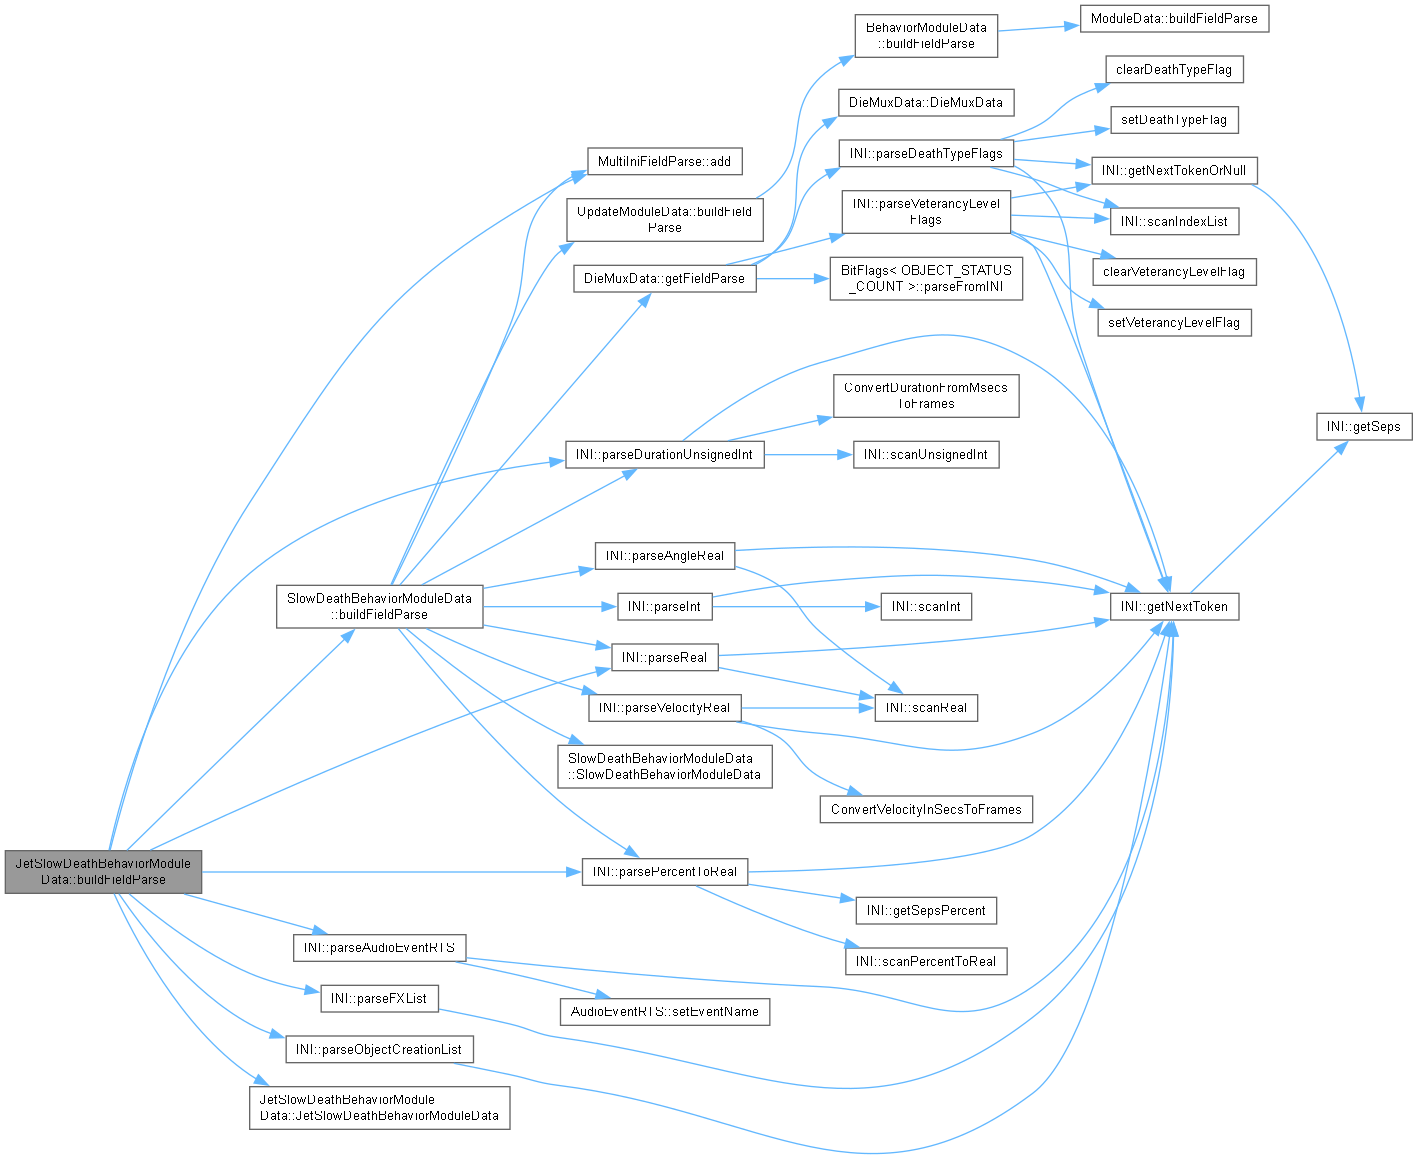 BehaviorModuleData
::buildFieldParse
ModuleData::buildFieldParse
clearDeathTypeFlag
DieMuxData::DieMuxData
setDeathTypeFlag
MultiIniFieldParse::add
INI::parseDeathTypeFlags
INI::getNextTokenOrNull
UpdateModuleData::buildField
Parse
INI::parseVeterancyLevel
Flags
INI::scanIndexList
DieMuxData::getFieldParse
BitFlags< OBJECT_STATUS
_COUNT >::parseFromINI
clearVeterancyLevelFlag
setVeterancyLevelFlag
ConvertDurationFromMsecs
ToFrames
INI::getSeps
INI::parseDurationUnsignedInt
INI::scanUnsignedInt
INI::parseAngleReal
SlowDeathBehaviorModuleData
::buildFieldParse
INI::parseInt
INI::scanInt
INI::getNextToken
INI::parseReal
INI::parseVelocityReal
INI::scanReal
SlowDeathBehaviorModuleData
::SlowDeathBehaviorModuleData
ConvertVelocityInSecsToFrames
JetSlowDeathBehaviorModule
Data::buildFieldParse
INI::parsePercentToReal
INI::getSepsPercent
INI::parseAudioEventRTS
INI::scanPercentToReal
INI::parseFXList
AudioEventRTS::setEventName
INI::parseObjectCreationList
JetSlowDeathBehaviorModule
Data::JetSlowDeathBehaviorModuleData